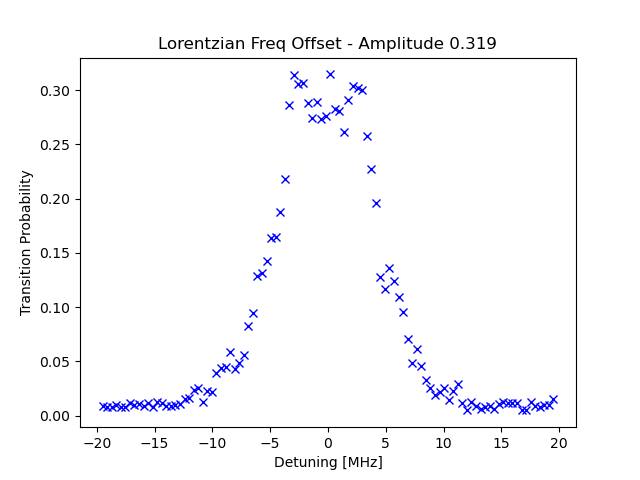 Lorentzian Freq Offset - Amplitude 0.319
0.30
0.25
0.20
0.15
0.10
0.05
0.00
Transition Probability
−20 −15 −10 −5 0 5 10 15 20
Detuning [MHz]